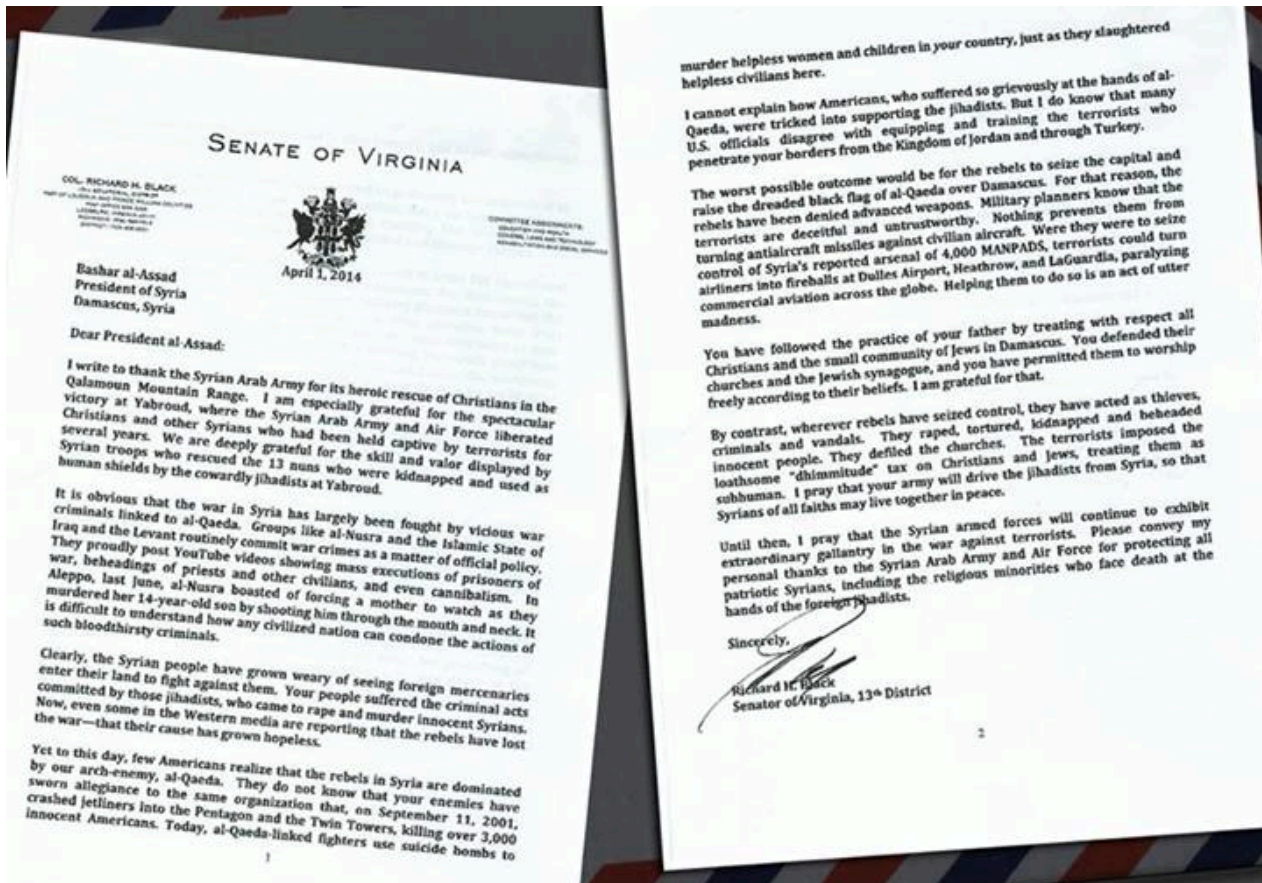 SENATE OF VIRGINIA
COL. RICHARD H. BLACK
COMMITTEE ASSIGNMENTS:
EDUCATION AND HEALTH
GENERAL LAWS AND TECHNOLOGY
REHABILITATION AND SOCIAL SERVICES
April 1, 2014
Bashar al-Assad
President of Syria
Damascus, Syria
Dear President al-Assad:
I write to thank the Syrian Arab Army for its heroic rescue of Christians in the
Qalamoun Mountain Range. I am especially grateful for the spectacular
victory at Yabroud, where the Syrian Arab Army and Air Force liberated
Christians and other Syrians who had been held captive by terrorists for
several years. We are deeply grateful for the skill and valor displayed by
Syrian troops who rescued the 13 nuns who were kidnapped and used as
human shields by the cowardly jihadists at Yabroud.
It is obvious that the war in Syria has largely been fought by vicious war
criminals linked to al-Qaeda. Groups like al-Nusra and the Islamic State of
Iraq and the Levant routinely commit war crimes as a matter of official policy.
They proudly post YouTube videos showing mass executions of prisoners of
war, beheadings of priests and other civilians, and even cannibalism. In
Aleppo, last June, al-Nusra boasted of forcing a mother to watch as they
murdered her 14-year-old son by shooting him through the mouth and neck. It
is difficult to understand how any civilized nation can condone the actions of
such bloodthirsty criminals.
Clearly, the Syrian people have grown weary of seeing foreign mercenaries
enter their land to fight against them. Your people suffered the criminal acts
committed by those jihadists, who came to rape and murder innocent Syrians.
Now, even some in the Western media are reporting that the rebels have lost
the war—that their cause has grown hopeless.
Yet to this day, few Americans realize that the rebels in Syria are dominated
by our arch-enemy, al-Qaeda. They do not know that your enemies have
sworn allegiance to the same organization that, on September 11, 2001,
crashed jetliners into the Pentagon and the Twin Towers, killing over 3,000
innocent Americans. Today, al-Qaeda-linked fighters use suicide bombs to
1
murder helpless women and children in your country, just as they slaughtered
helpless civilians here.
I cannot explain how Americans, who suffered so grievously at the hands of al-
Qaeda, were tricked into supporting the jihadists. But I do know that many
U.S. officials disagree with equipping and training the terrorists who
penetrate your borders from the Kingdom of Jordan and through Turkey.
The worst possible outcome would be for the rebels to seize the capital and
raise the dreaded black flag of al-Qaeda over Damascus. For that reason, the
rebels have been denied advanced weapons. Military planners know that the
terrorists are deceitful and untrustworthy. Nothing prevents them from
turning antiaircraft missiles against civilian aircraft. Were they were to seize
control of Syria's reported arsenal of 4,000 MANPADS, terrorists could turn
airliners into fireballs at Dulles Airport, Heathrow, and LaGuardia, paralyzing
commercial aviation across the globe. Helping them to do so is an act of utter
madness.
You have followed the practice of your father by treating with respect all
Christians and the small community of Jews in Damascus. You defended their
churches and the Jewish synagogue, and you have permitted them to worship
freely according to their beliefs. I am grateful for that.
By contrast, wherever rebels have seized control, they have acted as thieves,
criminals and vandals. They raped, tortured, kidnapped and beheaded
innocent people. They defiled the churches. The terrorists imposed the
loathsome "dhimmitude" tax on Christians and Jews, treating them as
subhuman. I pray that your army will drive the jihadists from Syria, so that
Syrians of all faiths may live together in peace.
Until then, I pray that the Syrian armed forces will continue to exhibit
extraordinary gallantry in the war against terrorists. Please convey my
personal thanks to the Syrian Arab Army and Air Force for protecting all
patriotic Syrians, including the religious minorities who face death at the
hands of the foreign jihadists.
Sincerely,
Richard H. Black
Senator of Virginia, 13th District
2